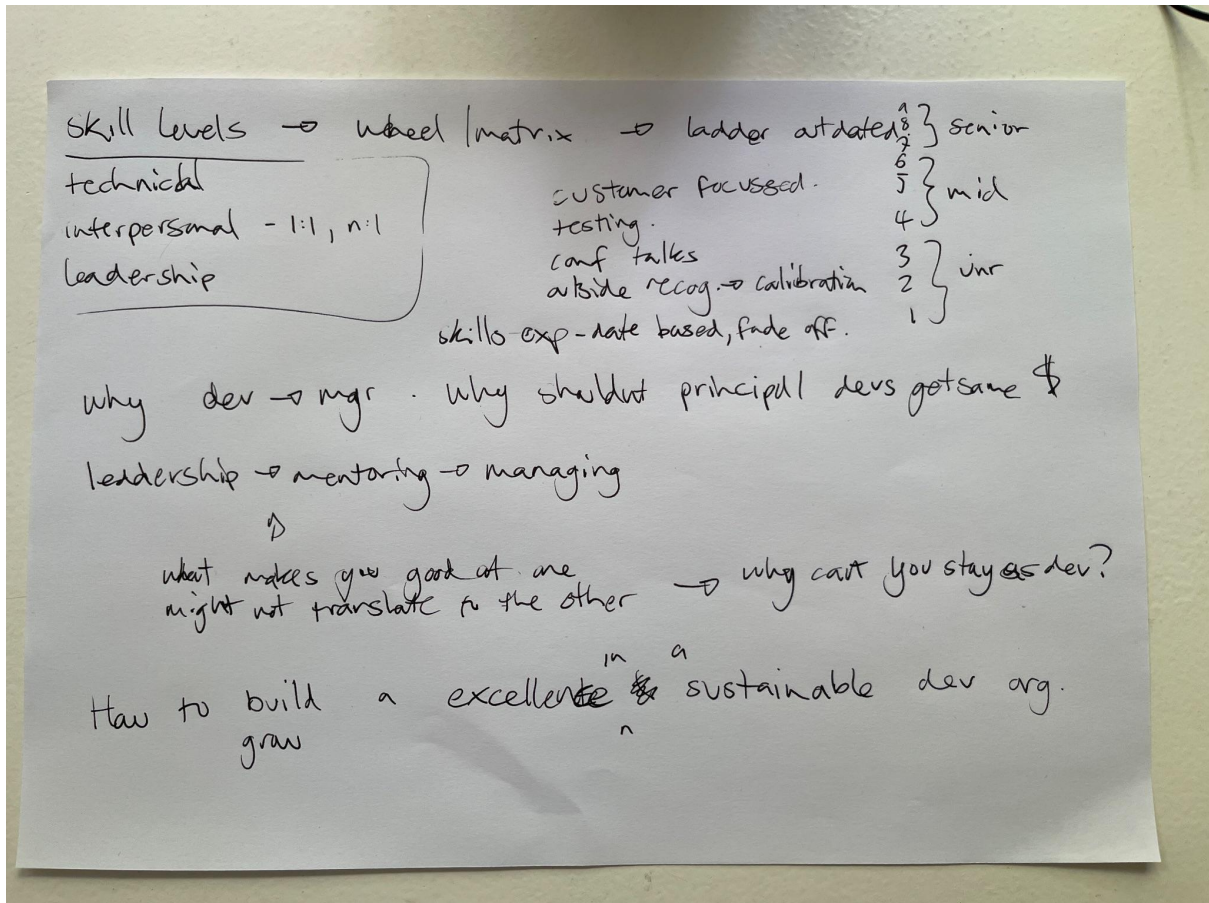 skill levels → wheel / matrix → ladder outdated
9
8 } senior
7
technical
interpersonal - 1:1, n:1
leadership
customer focussed.
testing.
conf talks
outside recog. → calibration
6
5 } mid
4
3
2 } jnr
1
skills exp - date based, fade off.
why dev → mgr . why shouldnt principal devs get same $
leadership → mentoring → managing
↑
what makes you good at one
might not translate to the other → why cant you stay as dev?
in a
How to build a excellence sustainable dev org.
grow n